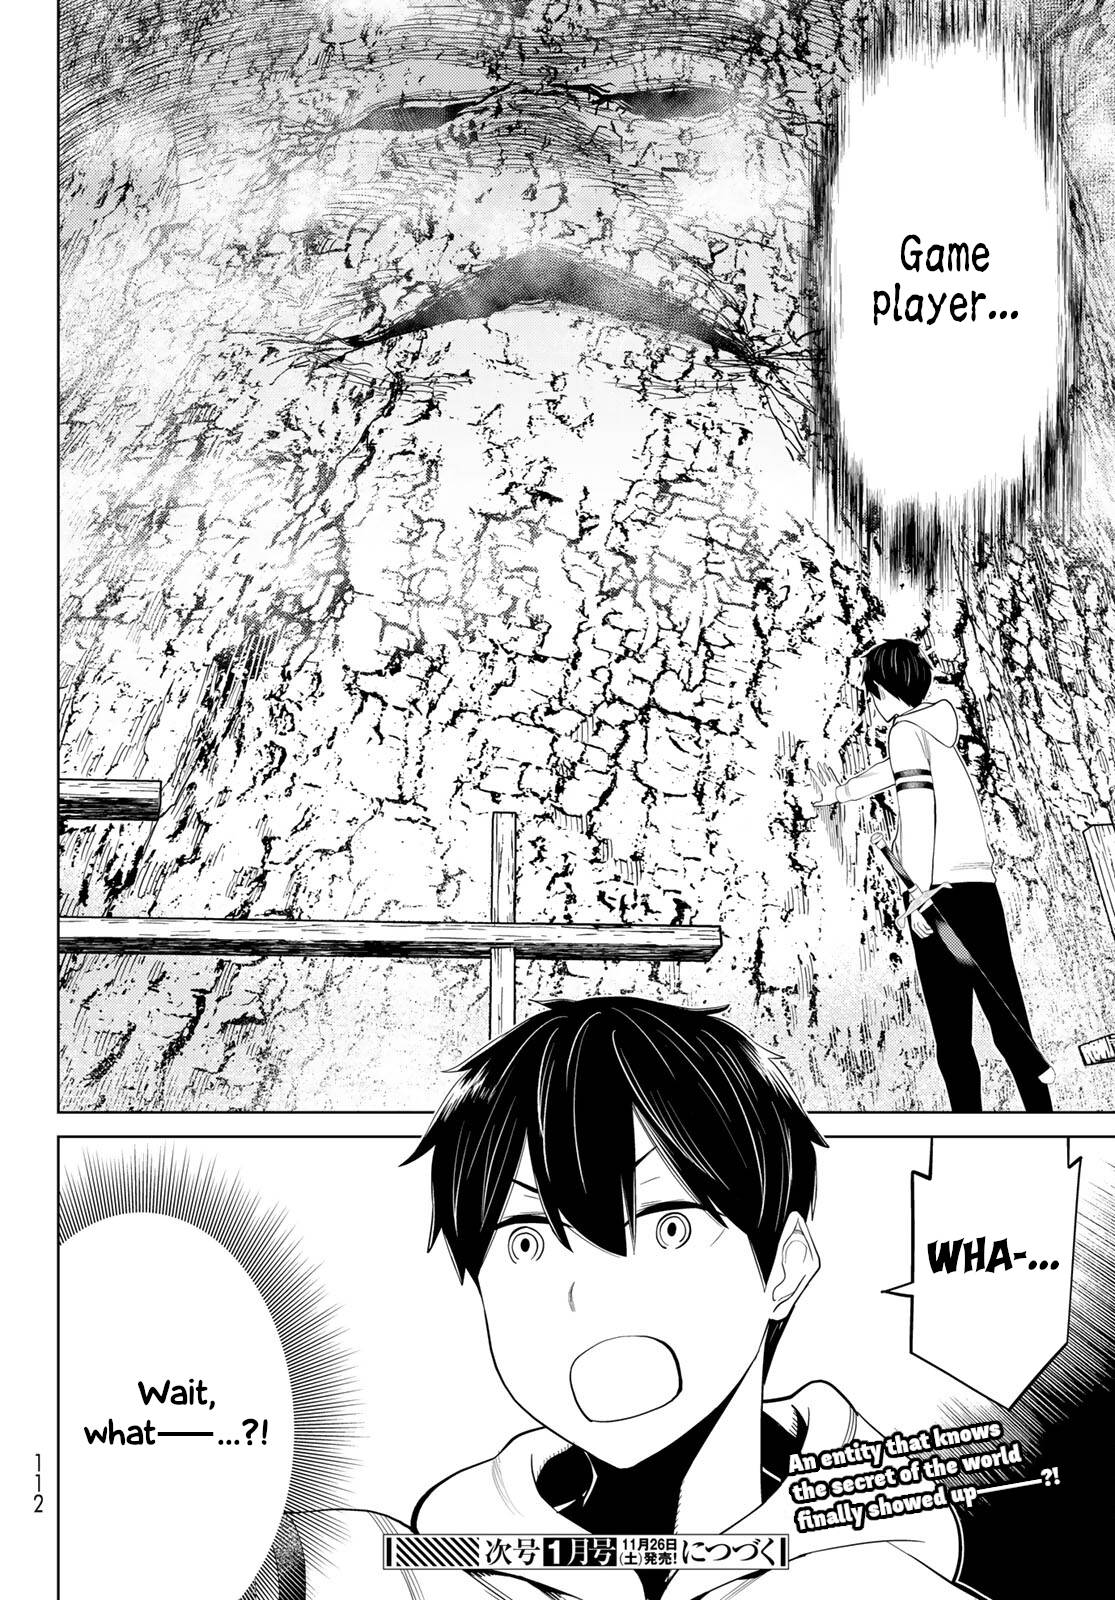 Game
player...
WHA-...
Wait,
what——...?!
An entity that knows
the secret of the world
finally showed up———?!
次号1月号 11月26日(土)発売! につづく
112